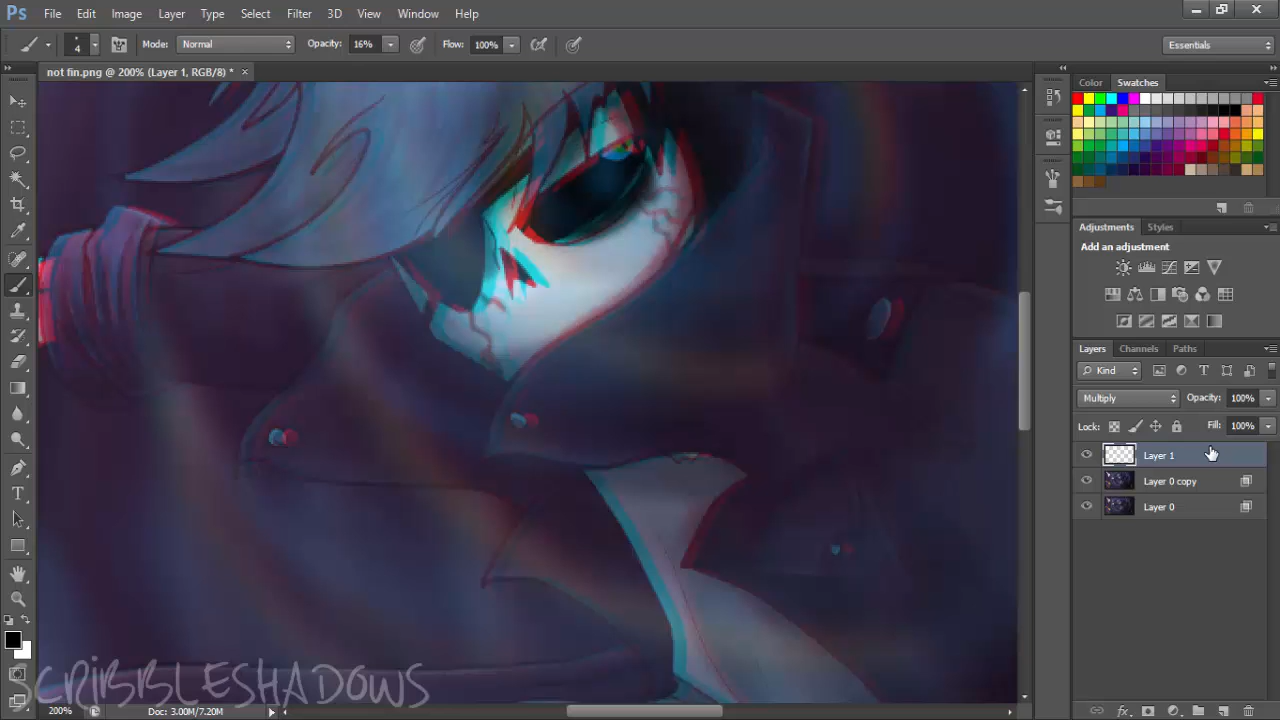 Ps File Edit Image Layer Type Select Filter 3D View Window Help
4 Mode: Normal Opacity: 16% Flow: 100% Essentials
not fin.png @ 200% (Layer 1, RGB/8) * ×
Color Swatches
Adjustments Styles
Add an adjustment
Layers Channels Paths
Kind
Multiply Opacity: 100%
Lock: Fill: 100%
Layer 1
Layer 0 copy
Layer 0
SCRIBBLESHADOWS
200% Doc: 3.00M/7.20M